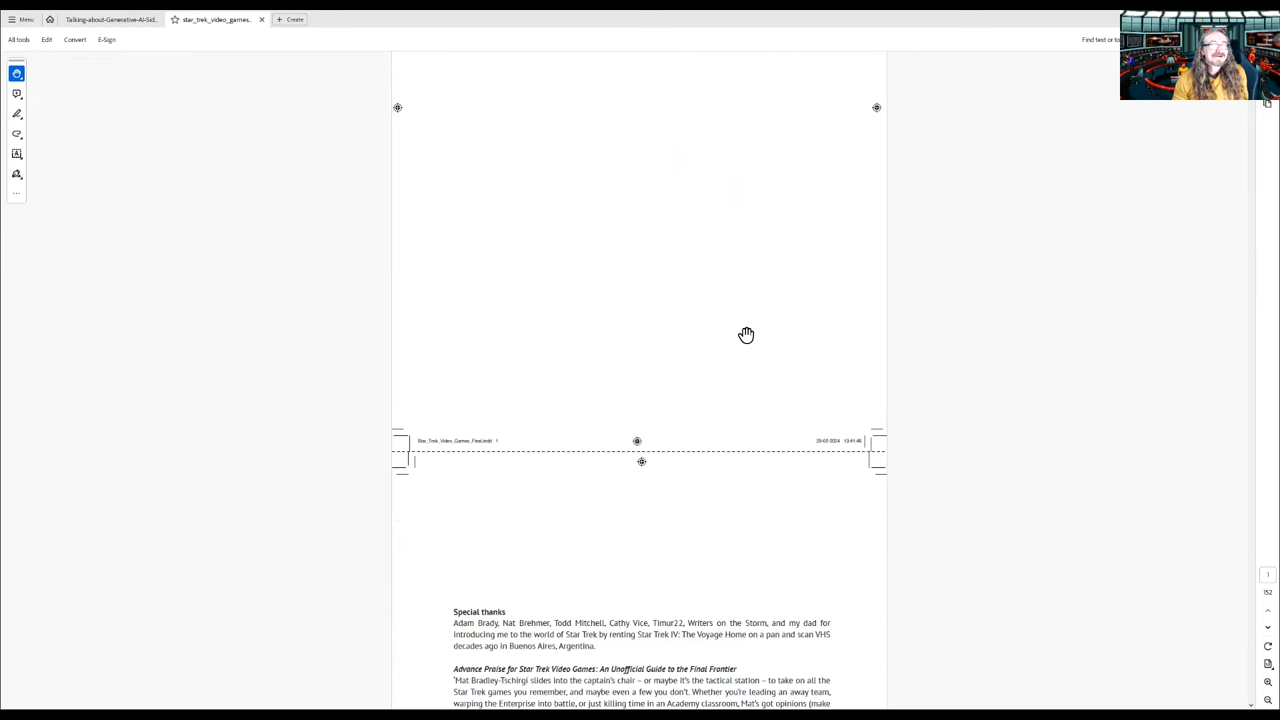 Menu
Talking-about-Generative-AI-Sid..
star_trek_video_games..
Create
All tools Edit Convert E-Sign
Find text or to
Star_Trek_Video_Games_Final.indd 1
Special thanks
Adam Brady, Nat Brehmer, Todd Mitchell, Cathy Vice, Timur22, Writers on the Storm, and my dad for
introducing me to the world of Star Trek by renting Star Trek IV: The Voyage Home on a pan and scan VHS
decades ago in Buenos Aires, Argentina.
Advance Praise for Star Trek Video Games: An Unofficial Guide to the Final Frontier
'Mat Bradley-Tschirgi slides into the captain's chair – or maybe it's the tactical station – to take on all the
Star Trek games you remember, and maybe even a few you don't. Whether you're leading an away team,
warping the Enterprise into battle, or just killing time in an Academy classroom, Mat's got opinions (make
1
152